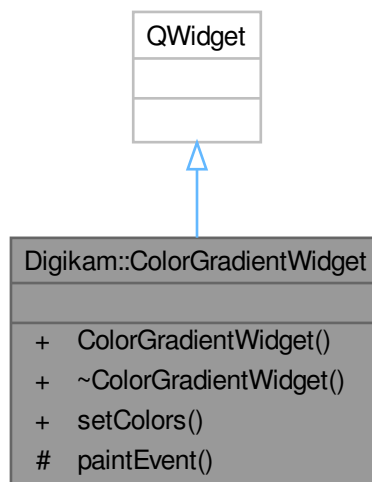 QWidget
Digikam::ColorGradientWidget
+ ColorGradientWidget()
+ ~ColorGradientWidget()
+ setColors()
# paintEvent()